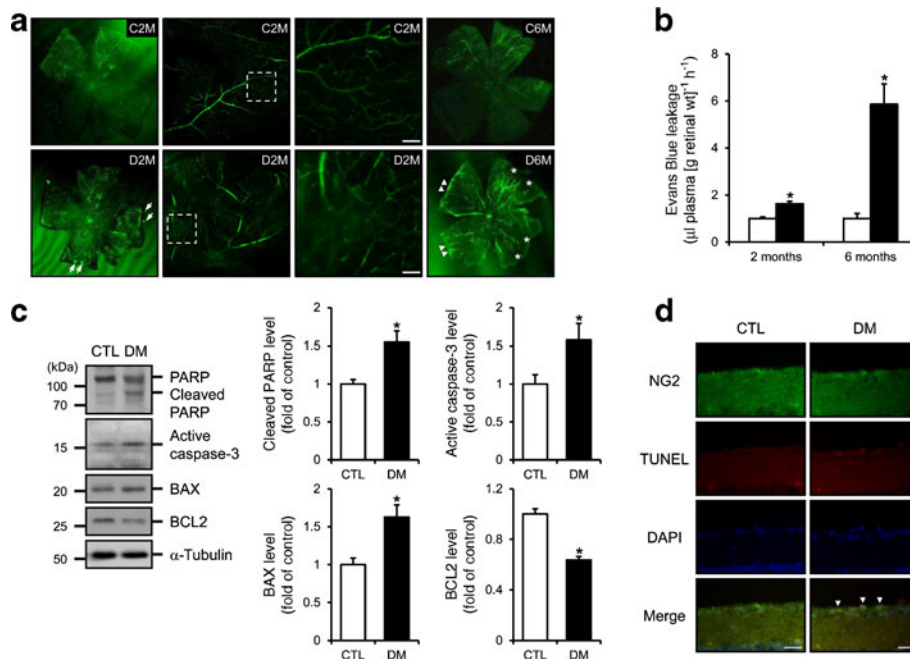 a
C2M
C2M
C2M
C6M
D2M
D2M
D2M
D6M
b
Evans Blue leakage
(µl plasma [g retinal wt]⁻¹ h⁻¹)
8
6
4
2
0
*
*
2 months
6 months
c
CTL DM
(kDa)
100
70
15
20
25
50
PARP
Cleaved
PARP
Active
caspase-3
BAX
BCL2
α-Tubulin
Cleaved PARP level
(fold of control)
2
1.5
1
0.5
0
*
CTL
DM
Active caspase-3 level
(fold of control)
2
1.5
1
0.5
0
*
CTL
DM
BAX level
(fold of control)
2
1.5
1
0.5
0
*
CTL
DM
BCL2 level
(fold of control)
1.2
0.9
0.6
0.3
0
*
CTL
DM
d
CTL
DM
NG2
TUNEL
DAPI
Merge